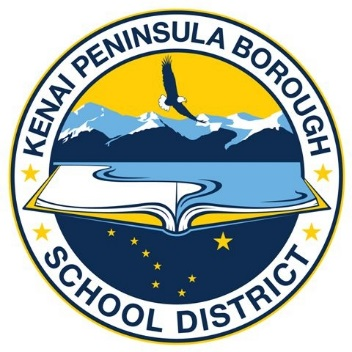 KENAI PENINSULA BOROUGH
SCHOOL DISTRICT